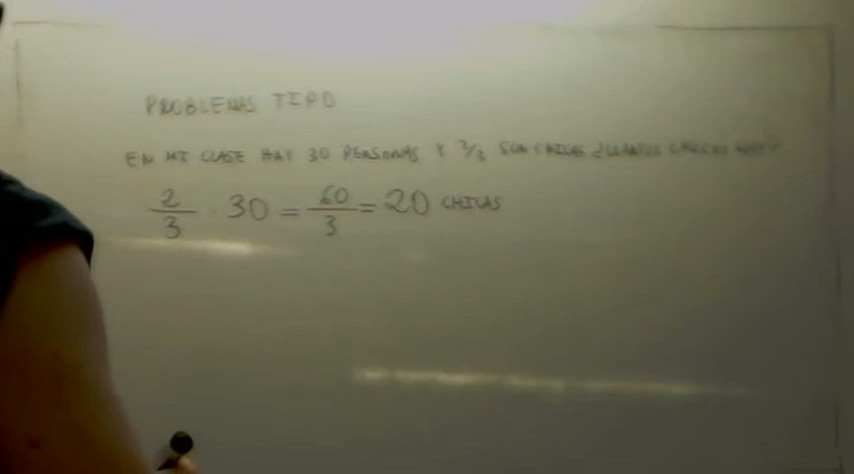 PROBLEMAS TIPO
EN MI CLASE HAY 30 PERSONAS Y 2/3 SON CHICAS ¿CUANTOS CHICOS HAY?
2/3 · 30 = 60/3 = 20 CHICAS